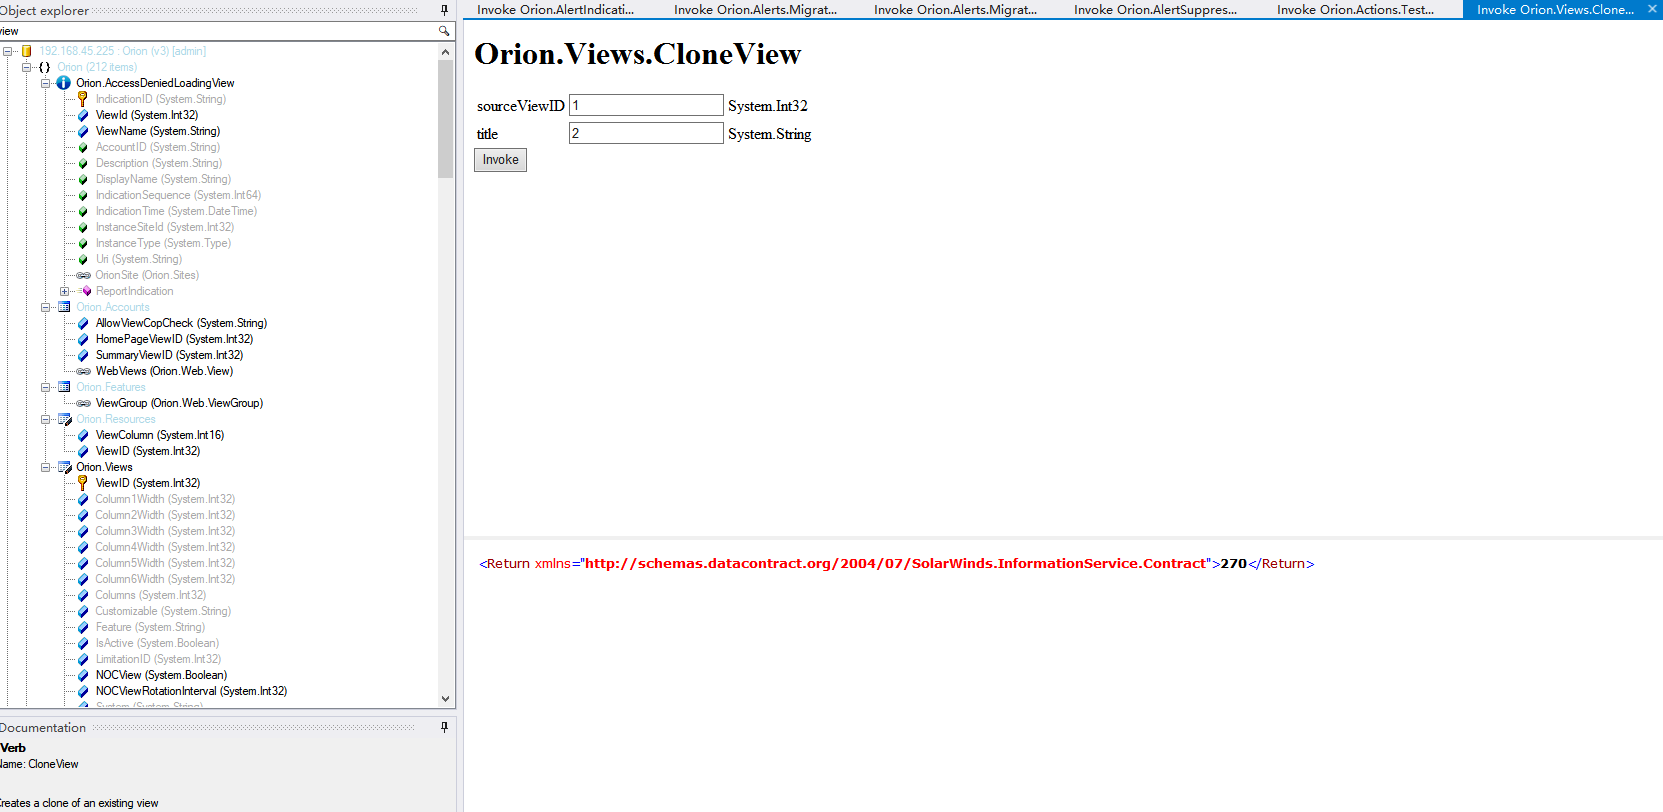 Object explorer
view
192.168.45.225 : Orion (v3) [admin]
Orion (212 items)
Orion.AccessDeniedLoadingView
IndicationID (System.String)
ViewId (System.Int32)
ViewName (System.String)
AccountID (System.String)
Description (System.String)
DisplayName (System.String)
IndicationSequence (System.Int64)
IndicationTime (System.DateTime)
InstanceSiteId (System.Int32)
InstanceType (System.Type)
Uri (System.String)
OrionSite (Orion.Sites)
ReportIndication
Orion.Accounts
AllowViewCopCheck (System.String)
HomePageViewID (System.Int32)
SummaryViewID (System.Int32)
WebViews (Orion.Web.View)
Orion.Features
ViewGroup (Orion.Web.ViewGroup)
Orion.Resources
ViewColumn (System.Int16)
ViewID (System.Int32)
Orion.Views
ViewID (System.Int32)
Column1Width (System.Int32)
Column2Width (System.Int32)
Column3Width (System.Int32)
Column4Width (System.Int32)
Column5Width (System.Int32)
Column6Width (System.Int32)
Columns (System.Int32)
Customizable (System.String)
Feature (System.String)
IsActive (System.Boolean)
LimitationID (System.Int32)
NOCView (System.Boolean)
NOCViewRotationInterval (System.Int32)
System (System.String)
Documentation
Verb
Name: CloneView
Creates a clone of an existing view
Invoke Orion.AlertIndicati... Invoke Orion.Alerts.Migrat... Invoke Orion.Alerts.Migrat... Invoke Orion.AlertSuppres... Invoke Orion.Actions.Test... Invoke Orion.Views.Clone...
Orion.Views.CloneView
sourceViewID 1 System.Int32
title 2 System.String
Invoke
<Return xmlns="http://schemas.datacontract.org/2004/07/SolarWinds.InformationService.Contract">270</Return>